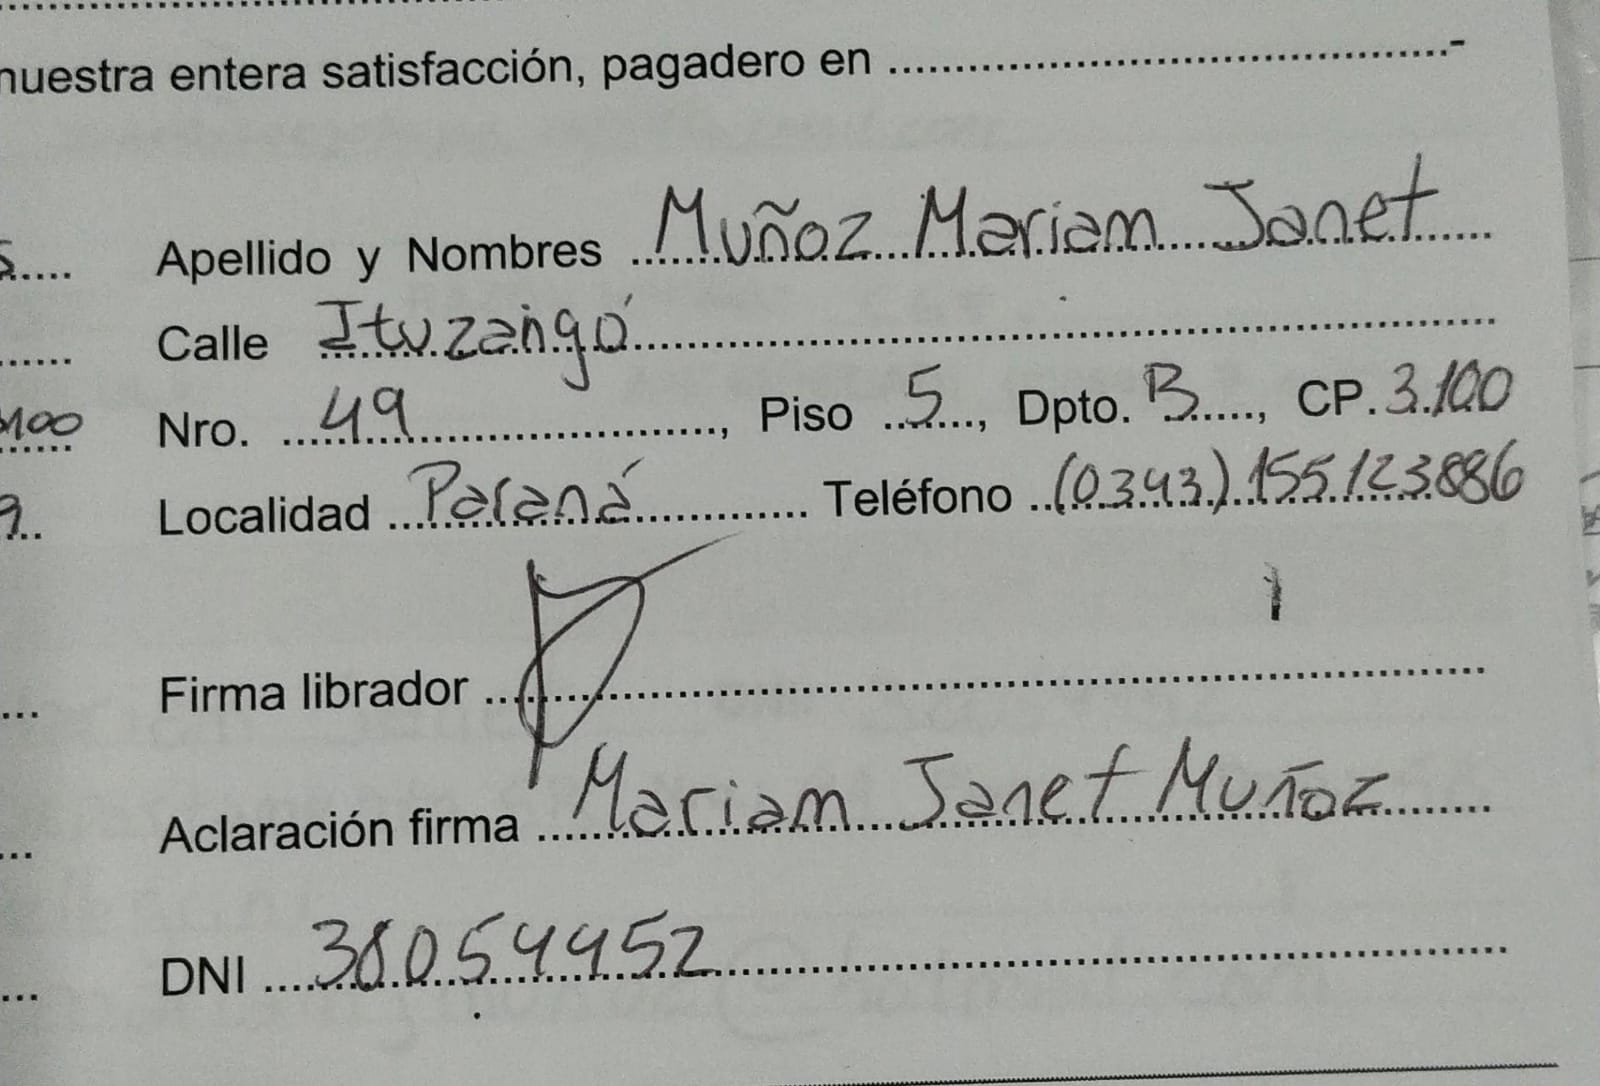 nuestra entera satisfacción, pagadero en ...............-
Apellido y Nombres Muñoz Mariam Janet
Calle Ituzaingó
Nro. 49, Piso 5, Dpto. B, CP. 3.100
Localidad Paraná Teléfono (0343) 155123886
Firma librador
Aclaración firma Mariam Janet Muñoz
DNI 38054452